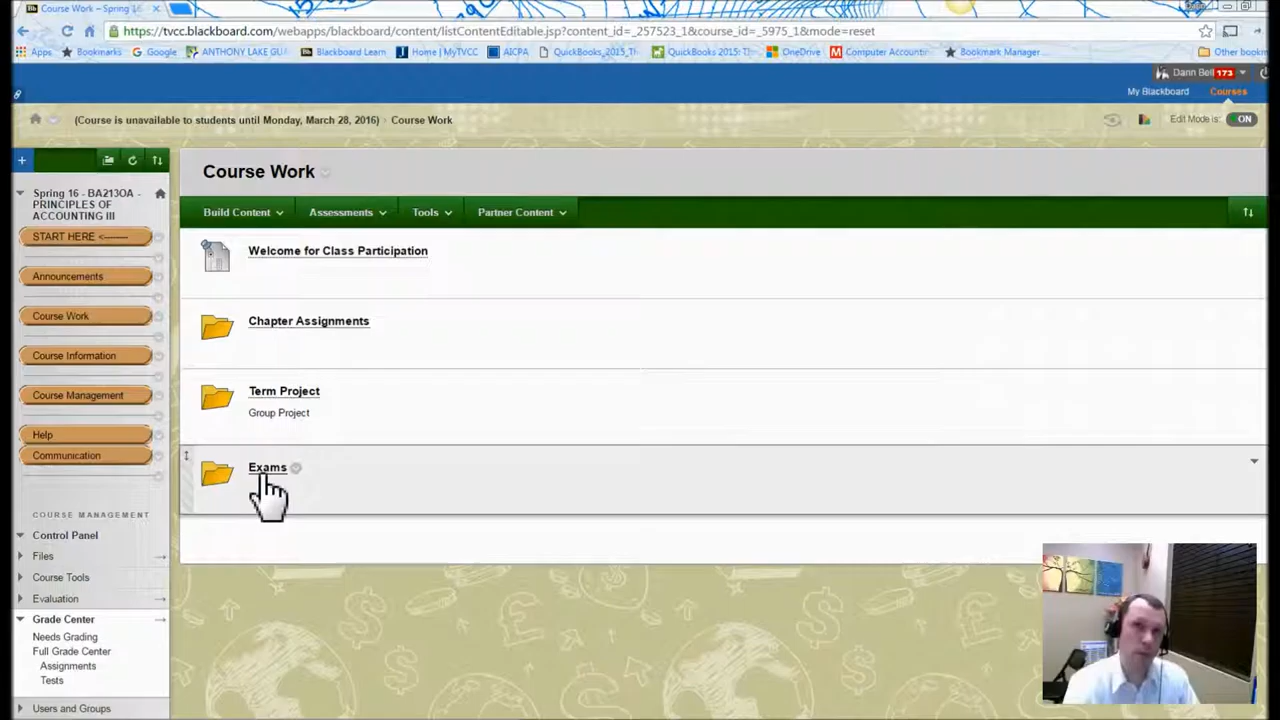 Course Work – Spring 16
https://tvcc.blackboard.com/webapps/blackboard/content/listContentEditable.jsp?content_id=_257523_1&course_id=_5975_1&mode=reset
Apps Bookmarks Google ANTHONY LAKE GU Blackboard Learn Home | MyTVCC AICPA QuickBooks_2015_Th QuickBooks 2015: Th OneDrive Computer Accountin Bookmark Manager Other bookm
Dann Bell 173
My Blackboard Courses
(Course is unavailable to students until Monday, March 28, 2016) › Course Work Edit Mode is: ON
Spring 16 - BA213OA -
PRINCIPLES OF
ACCOUNTING III
START HERE <--------
Announcements
Course Work
Course Information
Course Management
Help
Communication
COURSE MANAGEMENT
Control Panel
Files
Course Tools
Evaluation
Grade Center
Needs Grading
Full Grade Center
Assignments
Tests
Users and Groups
Course Work
Build Content Assessments Tools Partner Content
Welcome for Class Participation
Chapter Assignments
Term Project
Group Project
Exams